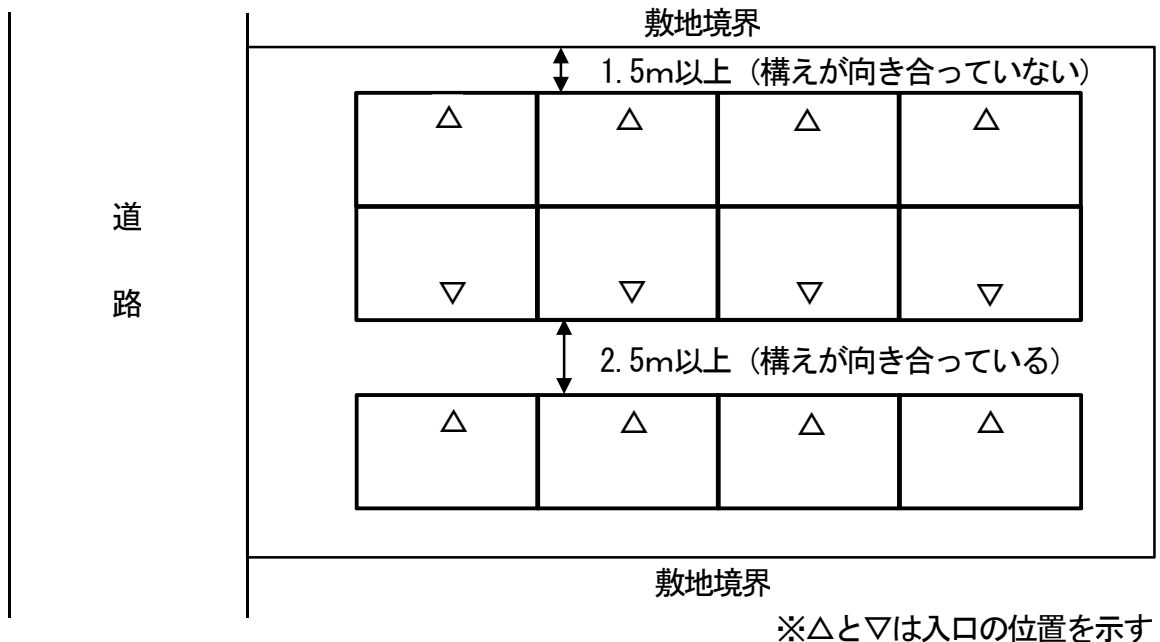 敷地境界
1.5m以上（構えが向き合っていない）
△ △ △ △
道路
▽ ▽ ▽ ▽
2.5m以上（構えが向き合っている）
△ △ △ △
敷地境界
※△と▽は入口の位置を示す